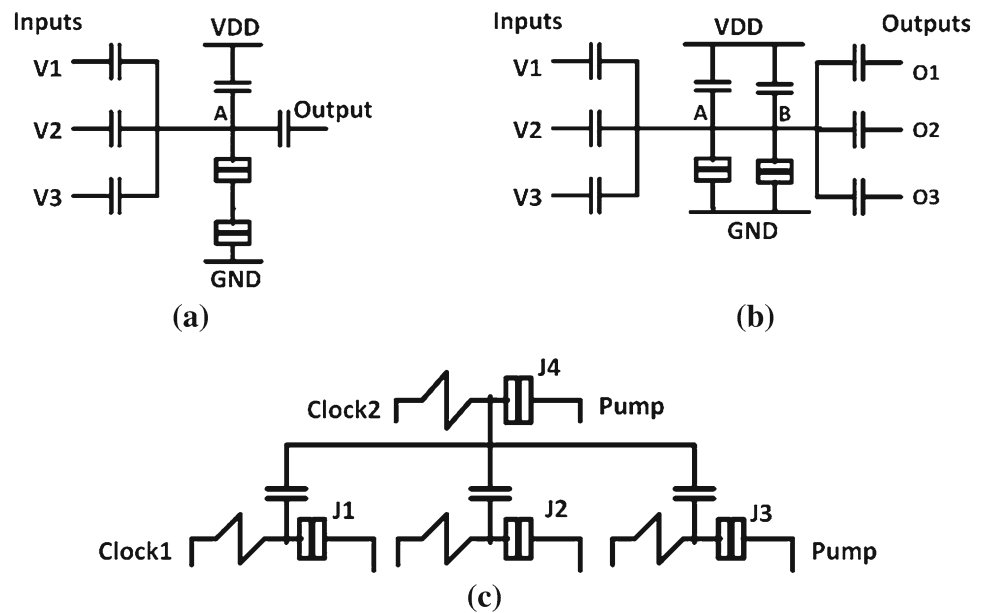 Inputs
VDD
V1
A
Output
V2
V3
GND
(a)
Inputs
VDD
Outputs
V1
O1
A
B
V2
O2
V3
O3
GND
(b)
J4
Clock2
Pump
J1
J2
J3
Clock1
Pump
(c)